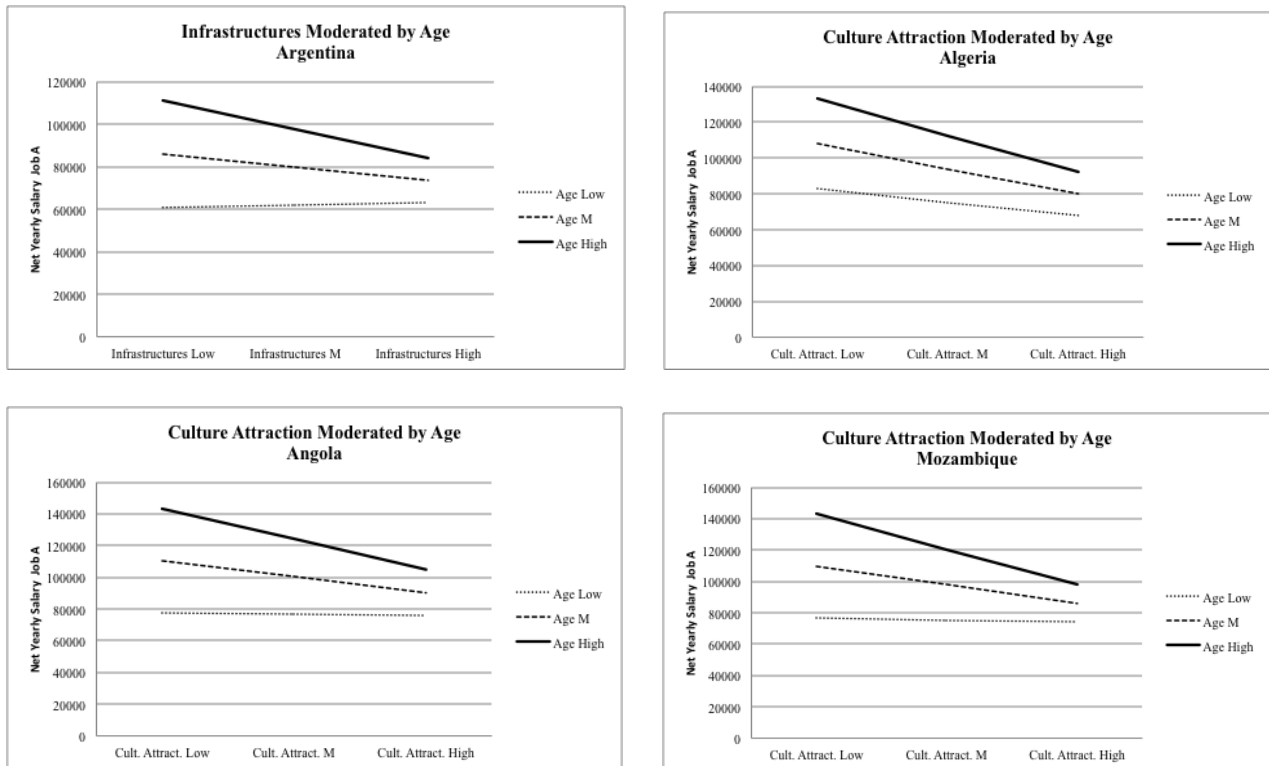 Infrastructures Moderated by Age
Argentina
Net Yearly Salary Job A
120000
100000
80000
60000
40000
20000
0
Infrastructures Low
Infrastructures M
Infrastructures High
Age Low
Age M
Age High
Culture Attraction Moderated by Age
Algeria
Net Yearly Salary Job A
140000
120000
100000
80000
60000
40000
20000
0
Cult. Attract. Low
Cult. Attract. M
Cult. Attract. High
Age Low
Age M
Age High
Culture Attraction Moderated by Age
Angola
Net Yearly Salary Job A
160000
140000
120000
100000
80000
60000
40000
20000
0
Cult. Attract. Low
Cult. Attract. M
Cult. Attract. High
Age Low
Age M
Age High
Culture Attraction Moderated by Age
Mozambique
Net Yearly Salary Job A
160000
140000
120000
100000
80000
60000
40000
20000
0
Cult. Attract. Low
Cult. Attract. M
Cult. Attract. High
Age Low
Age M
Age High